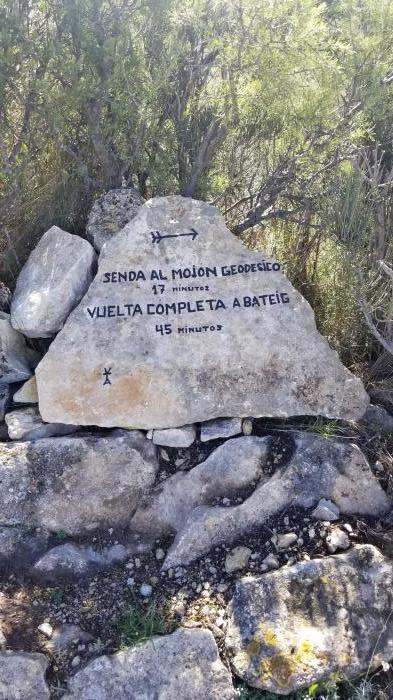 SENDA AL MOJON GEODESICO
17 MINUTOS
VUELTA COMPLETA A BATEIG
45 MINUTOS